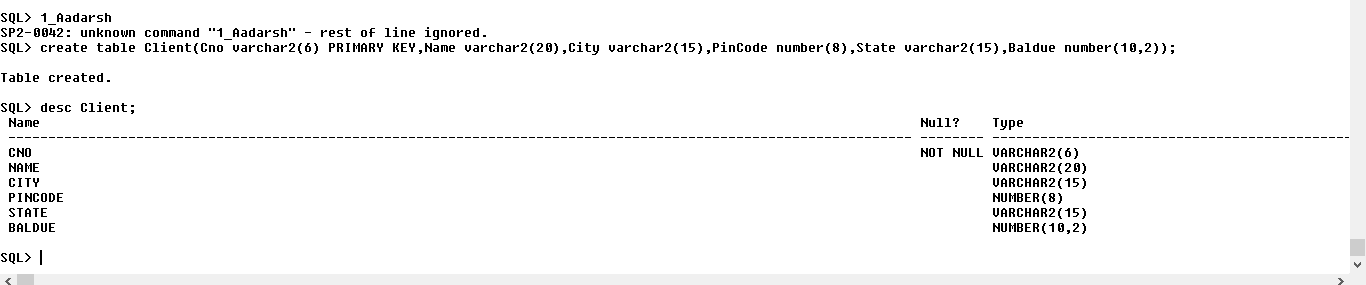 SQL> 1_Aadarsh
SP2-0042: unknown command "1_Aadarsh" - rest of line ignored.
SQL> create table Client(Cno varchar2(6) PRIMARY KEY,Name varchar2(20),City varchar2(15),PinCode number(8),State varchar2(15),Baldue number(10,2));
Table created.
SQL> desc Client;
Name Null? Type
CNO NOT NULL VARCHAR2(6)
NAME VARCHAR2(20)
CITY VARCHAR2(15)
PINCODE NUMBER(8)
STATE VARCHAR2(15)
BALDUE NUMBER(10,2)
SQL>